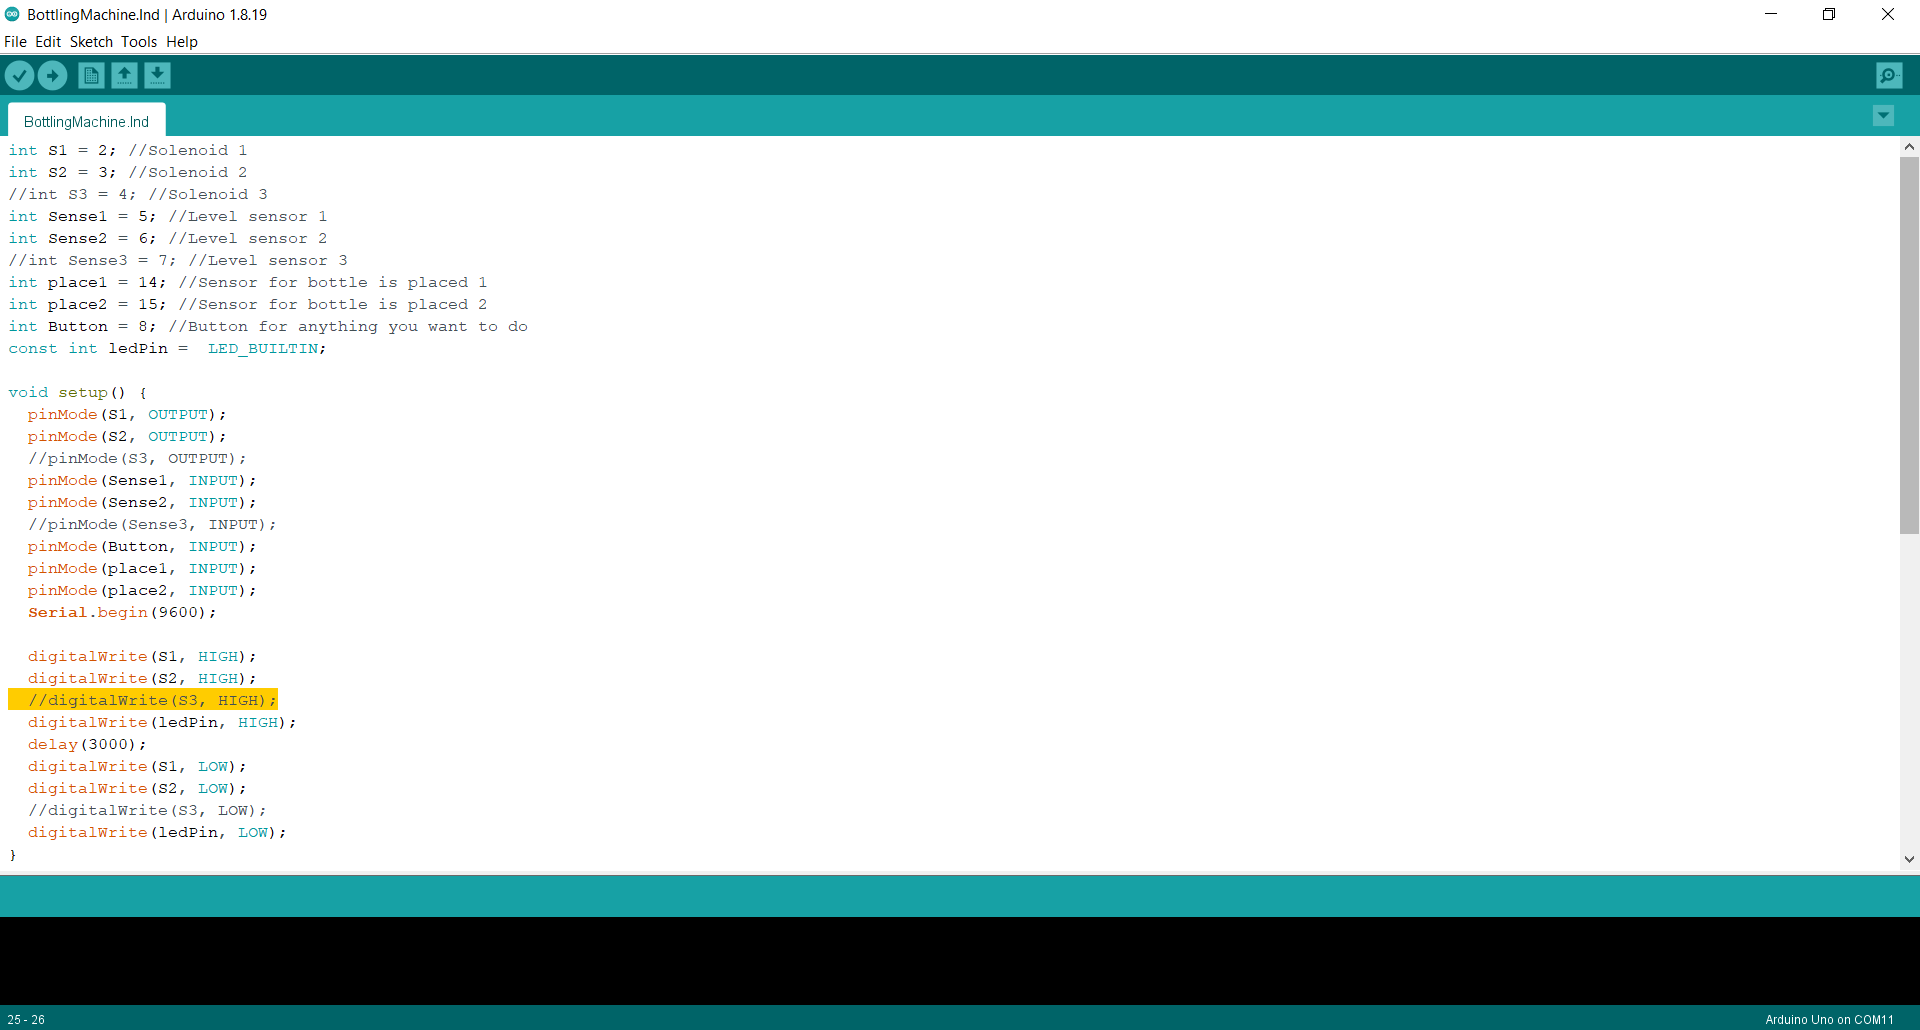 BottlingMachine.Ind | Arduino 1.8.19
File Edit Sketch Tools Help
BottlingMachine.Ind
int S1 = 2; //Solenoid 1
int S2 = 3; //Solenoid 2
//int S3 = 4; //Solenoid 3
int Sense1 = 5; //Level sensor 1
int Sense2 = 6; //Level sensor 2
//int Sense3 = 7; //Level sensor 3
int place1 = 14; //Sensor for bottle is placed 1
int place2 = 15; //Sensor for bottle is placed 2
int Button = 8; //Button for anything you want to do
const int ledPin =  LED_BUILTIN;
void setup() {
  pinMode(S1, OUTPUT);
  pinMode(S2, OUTPUT);
  //pinMode(S3, OUTPUT);
  pinMode(Sense1, INPUT);
  pinMode(Sense2, INPUT);
  //pinMode(Sense3, INPUT);
  pinMode(Button, INPUT);
  pinMode(place1, INPUT);
  pinMode(place2, INPUT);
  Serial.begin(9600);
  digitalWrite(S1, HIGH);
  digitalWrite(S2, HIGH);
  //digitalWrite(S3, HIGH);
  digitalWrite(ledPin, HIGH);
  delay(3000);
  digitalWrite(S1, LOW);
  digitalWrite(S2, LOW);
  //digitalWrite(S3, LOW);
  digitalWrite(ledPin, LOW);
}
25 - 26
Arduino Uno on COM11